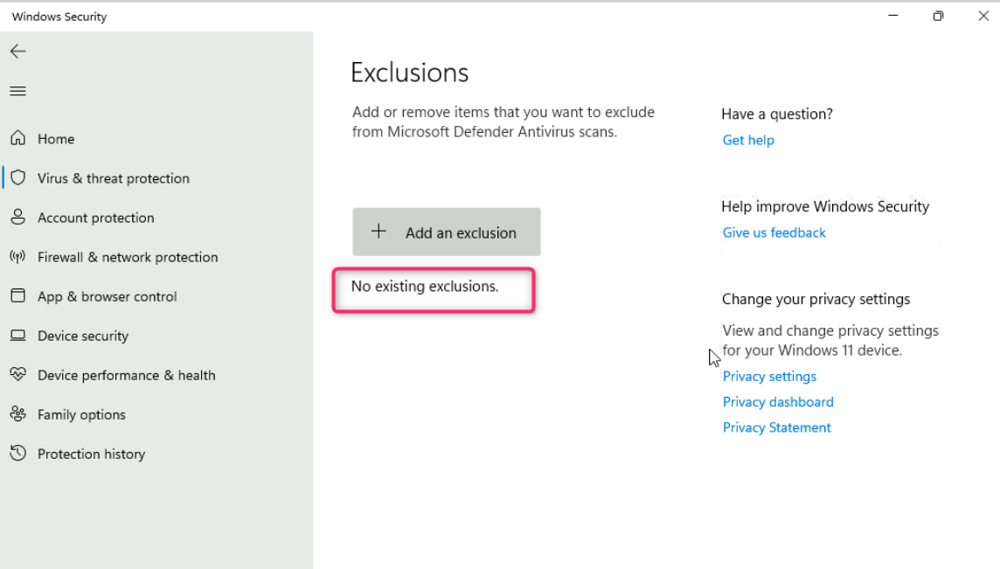 Windows Security
Home
Virus & threat protection
Account protection
Firewall & network protection
App & browser control
Device security
Device performance & health
Family options
Protection history
Exclusions
Add or remove items that you want to exclude
from Microsoft Defender Antivirus scans.
Add an exclusion
No existing exclusions.
Have a question?
Get help
Help improve Windows Security
Give us feedback
Change your privacy settings
View and change privacy settings
for your Windows 11 device.
Privacy settings
Privacy dashboard
Privacy Statement